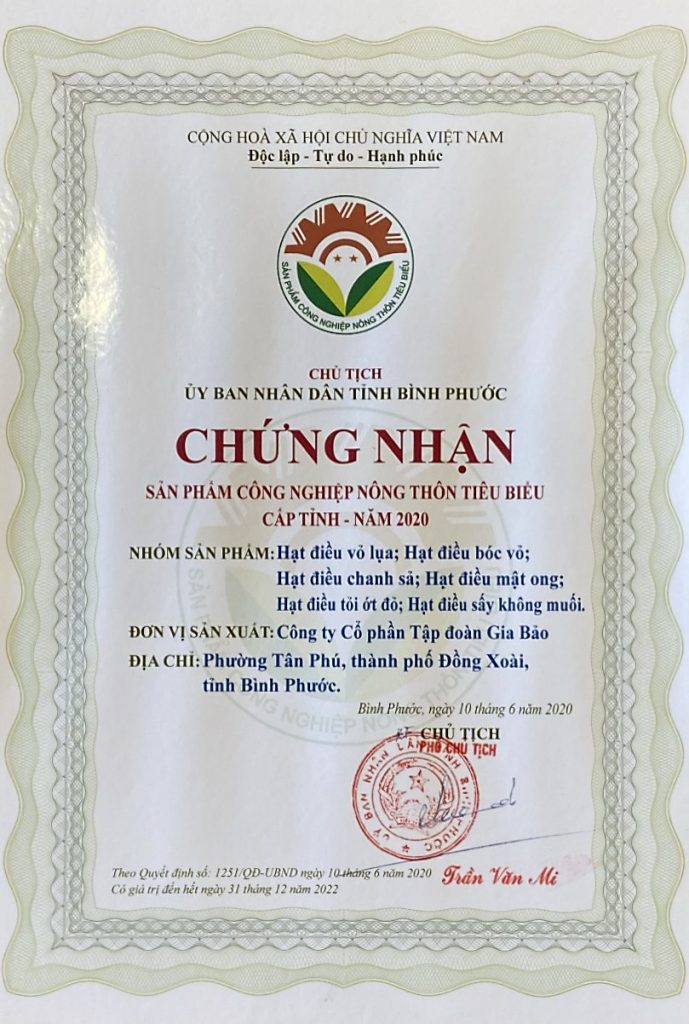 CỘNG HOÀ XÃ HỘI CHỦ NGHĨA VIỆT NAM
Độc lập - Tự do - Hạnh phúc
SẢN PHẨM CÔNG NGHIỆP NÔNG THÔN TIÊU BIỂU
CHỦ TỊCH
ỦY BAN NHÂN DÂN TỈNH BÌNH PHƯỚC
CHỨNG NHẬN
SẢN PHẨM CÔNG NGHIỆP NÔNG THÔN TIÊU BIỂU
CẤP TỈNH - NĂM 2020
NHÓM SẢN PHẨM: Hạt điều vỏ lụa; Hạt điều bóc vỏ;
Hạt điều chanh sả; Hạt điều mật ong;
Hạt điều tỏi ớt đỏ; Hạt điều sấy không muối.
ĐƠN VỊ SẢN XUẤT: Công ty Cổ phần Tập đoàn Gia Bảo
ĐỊA CHỈ: Phường Tân Phú, thành phố Đồng Xoài,
tỉnh Bình Phước.
Bình Phước, ngày 10 tháng 6 năm 2020
KT CHỦ TỊCH
PHÓ CHỦ TỊCH
ỦY BAN NHÂN DÂN TỈNH BÌNH PHƯỚC
Trần Văn Mi
Theo Quyết định số: 1251/QĐ-UBND ngày 10 tháng 6 năm 2020
Có giá trị đến hết ngày 31 tháng 12 năm 2022